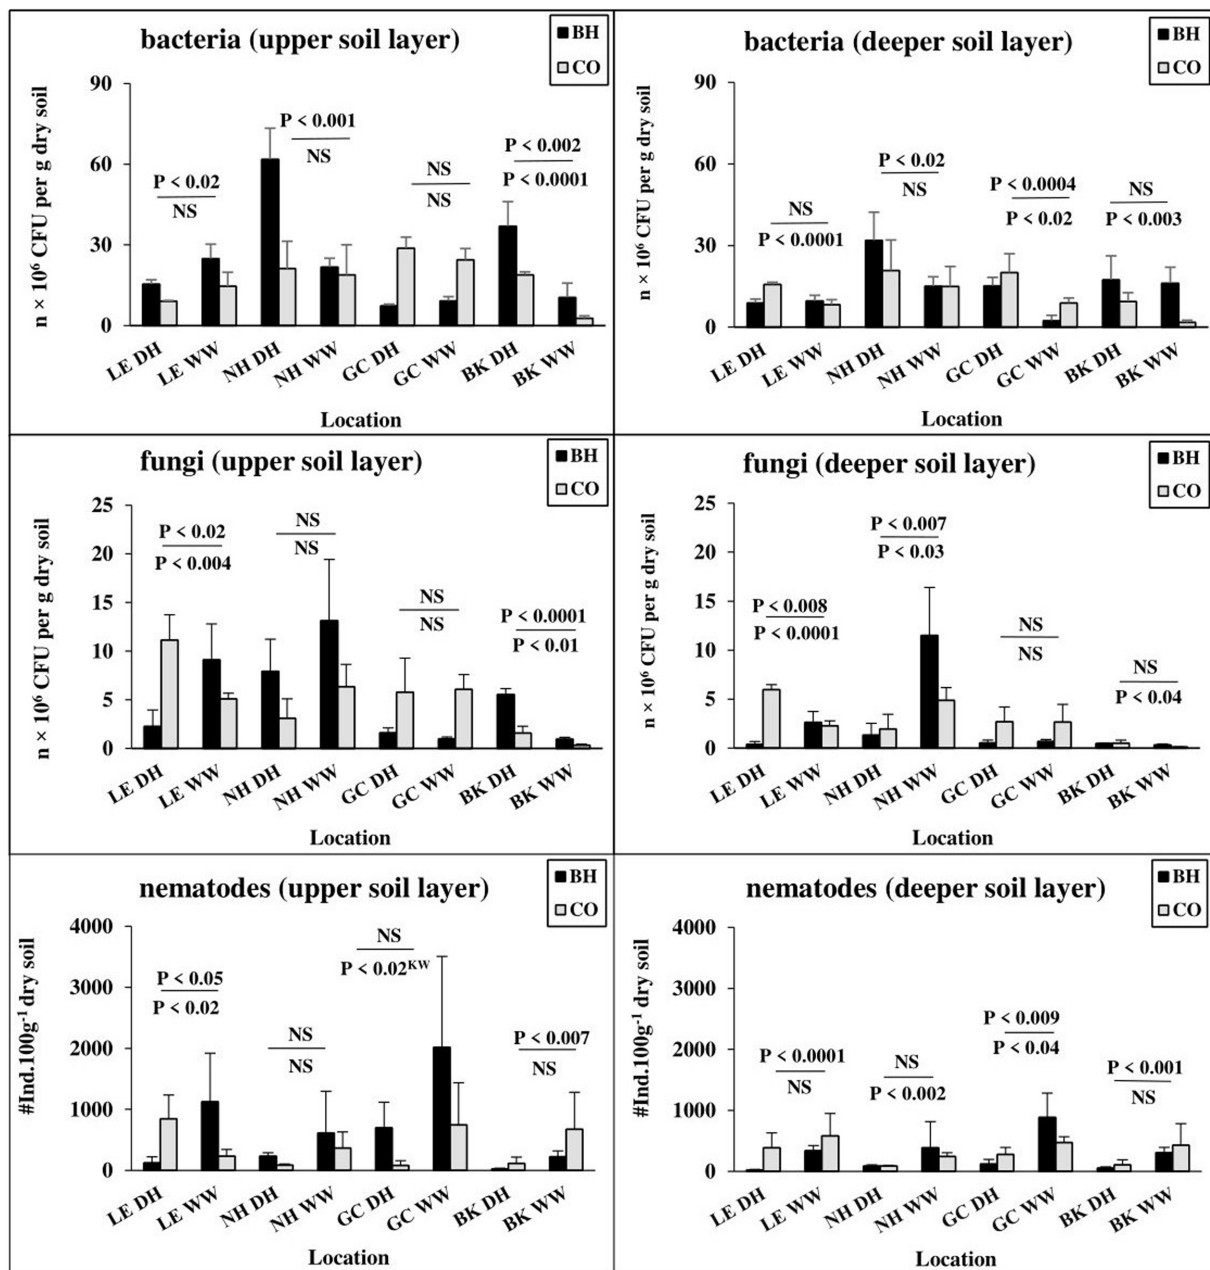 bacteria (upper soil layer)
BH
CO
n × 10⁶ CFU per g dry soil
90
60
30
0
P < 0.02
NS
P < 0.001
NS
NS
NS
P < 0.002
P < 0.0001
LE DH
LE WW
NH DH
NH WW
GC DH
GC WW
BK DH
BK WW
Location
bacteria (deeper soil layer)
BH
CO
n × 10⁶ CFU per g dry soil
90
60
30
0
NS
P < 0.0001
P < 0.02
NS
P < 0.0004
P < 0.02
NS
P < 0.003
LE DH
LE WW
NH DH
NH WW
GC DH
GC WW
BK DH
BK WW
Location
fungi (upper soil layer)
BH
CO
n × 10⁶ CFU per g dry soil
25
20
15
10
5
0
P < 0.02
P < 0.004
NS
NS
NS
NS
P < 0.0001
P < 0.01
LE DH
LE WW
NH DH
NH WW
GC DH
GC WW
BK DH
BK WW
Location
fungi (deeper soil layer)
BH
CO
n × 10⁶ CFU per g dry soil
25
20
15
10
5
0
P < 0.008
P < 0.0001
P < 0.007
P < 0.03
NS
NS
NS
P < 0.04
LE DH
LE WW
NH DH
NH WW
GC DH
GC WW
BK DH
BK WW
Location
nematodes (upper soil layer)
BH
CO
#Ind.100g⁻¹ dry soil
4000
3000
2000
1000
0
P < 0.05
P < 0.02
NS
NS
NS
P < 0.02ᴷᵂ
P < 0.007
NS
LE DH
LE WW
NH DH
NH WW
GC DH
GC WW
BK DH
BK WW
Location
nematodes (deeper soil layer)
BH
CO
#Ind.100g⁻¹ dry soil
4000
3000
2000
1000
0
P < 0.0001
NS
NS
P < 0.002
P < 0.009
P < 0.04
P < 0.001
NS
LE DH
LE WW
NH DH
NH WW
GC DH
GC WW
BK DH
BK WW
Location